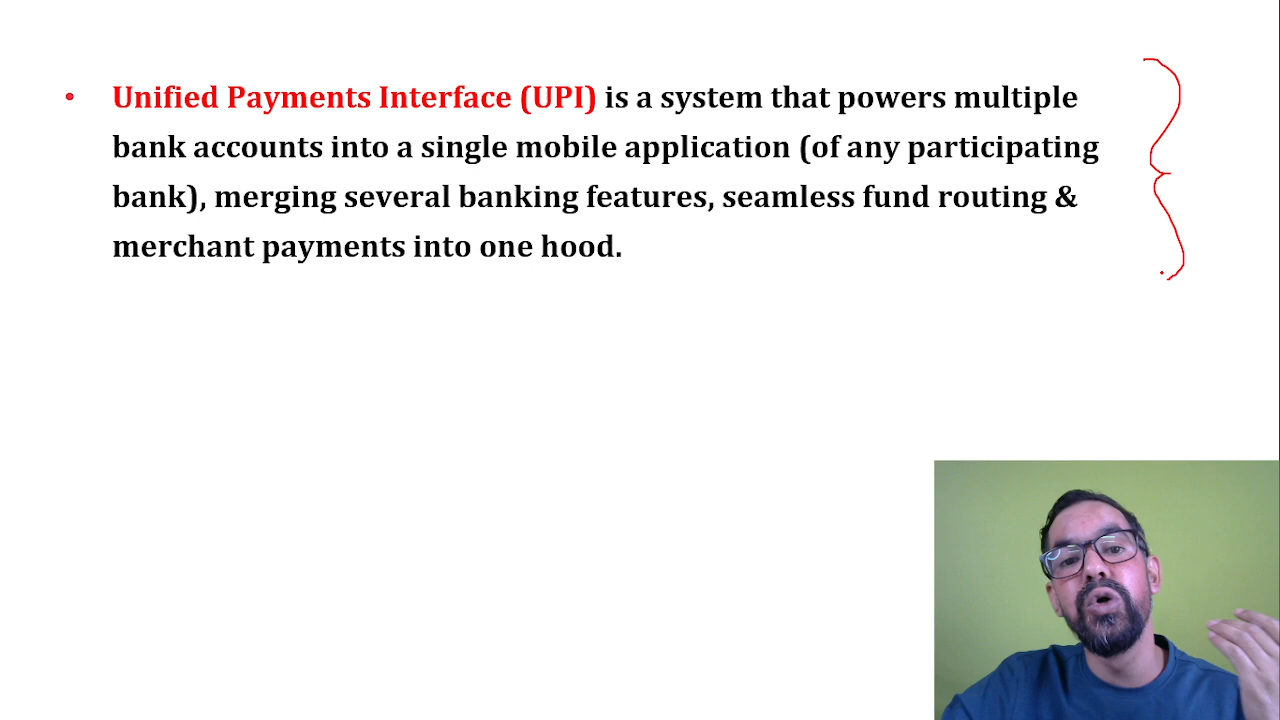 • Unified Payments Interface (UPI) is a system that powers multiple
bank accounts into a single mobile application (of any participating
bank), merging several banking features, seamless fund routing &
merchant payments into one hood.